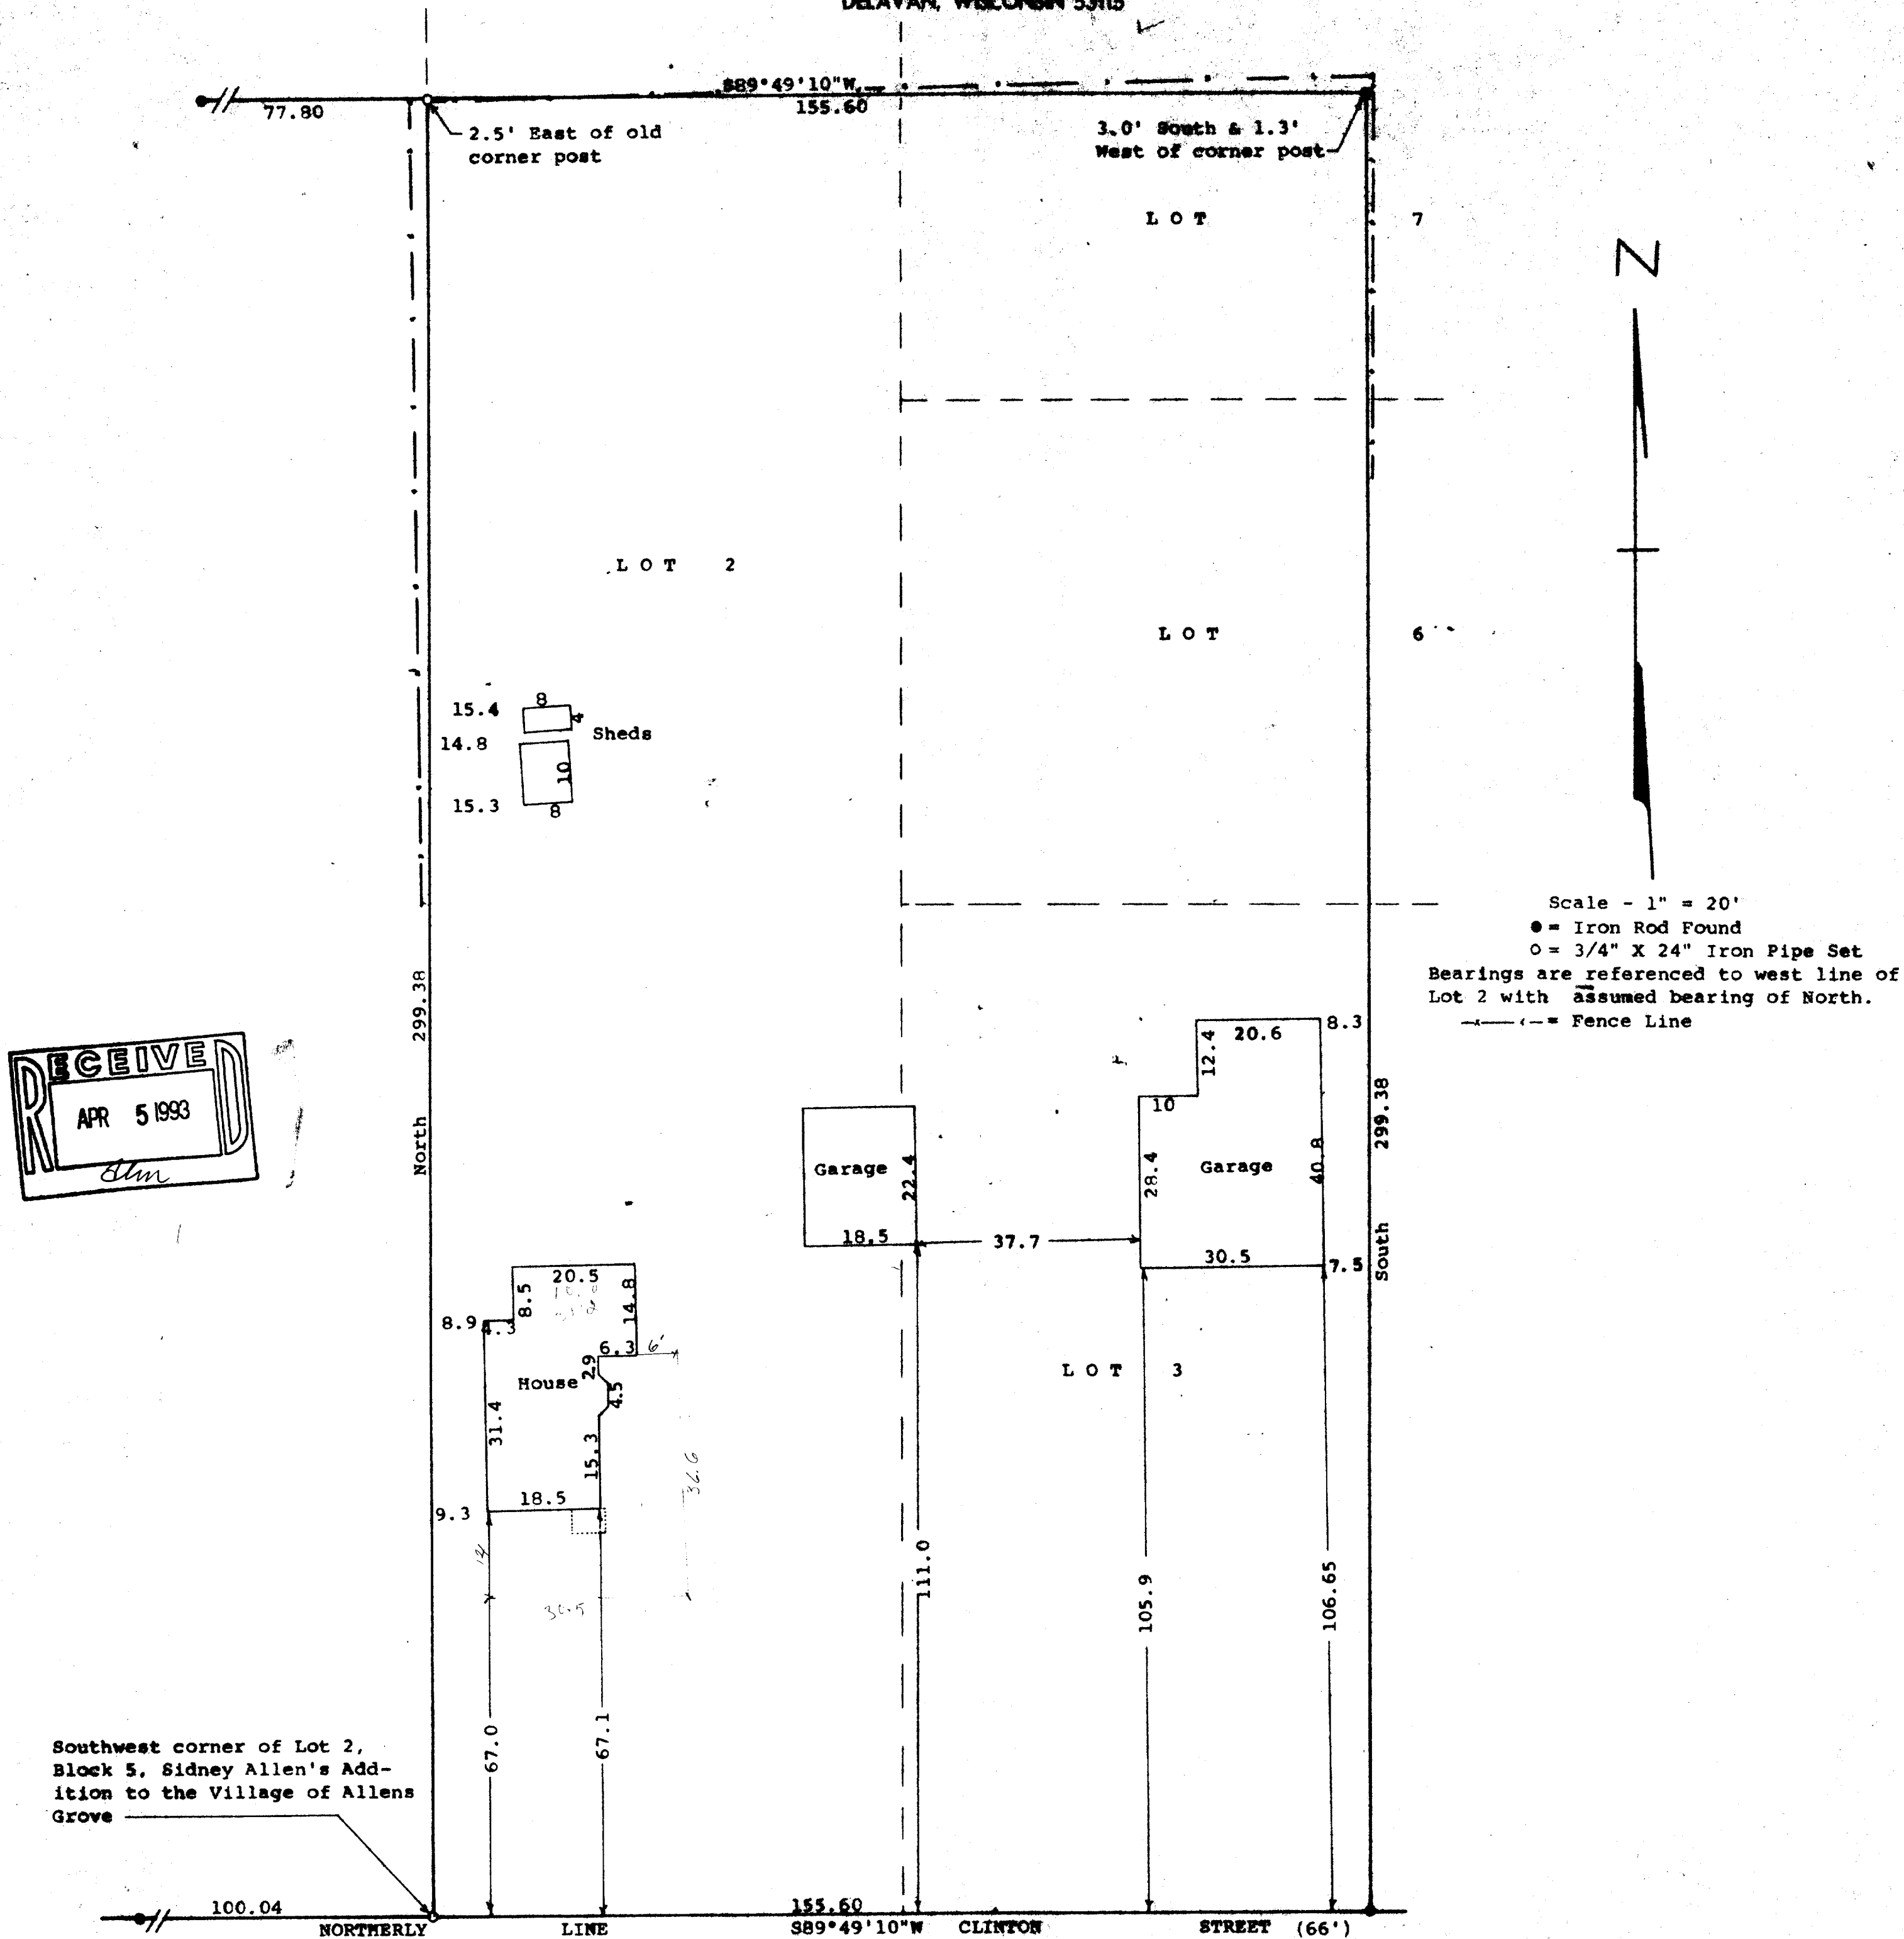 DELAVAN, WISCONSIN 53115
S89°49'10"W
77.80
155.60
2.5' East of old
corner post
3.0' South & 1.3'
West of corner post
LOT 7
N
LOT 2
LOT 6
15.4
8
4
Sheds
14.8
10
15.3
8
Scale - 1" = 20'
● = Iron Rod Found
O = 3/4" X 24" Iron Pipe Set
Bearings are referenced to west line of
Lot 2 with assumed bearing of North.
= Fence Line
North 299.38
RECEIVED
APR 5 1993
8.3
20.6
12.4
10
South 299.38
Garage
22.4
18.5
37.7
28.4
Garage
40.8
30.5
7.5
20.5
8.5
14.8
8.9
4.3
6.3
6'
2.9
House
4.5
LOT 3
31.4
15.3
36.6
18.5
9.3
111.0
105.9
106.65
67.0
67.1
Southwest corner of Lot 2,
Block 5, Sidney Allen's Add-
ition to the Village of Allens
Grove
100.04
155.60
NORTHERLY LINE S89°49'10"W CLINTON STREET (66')